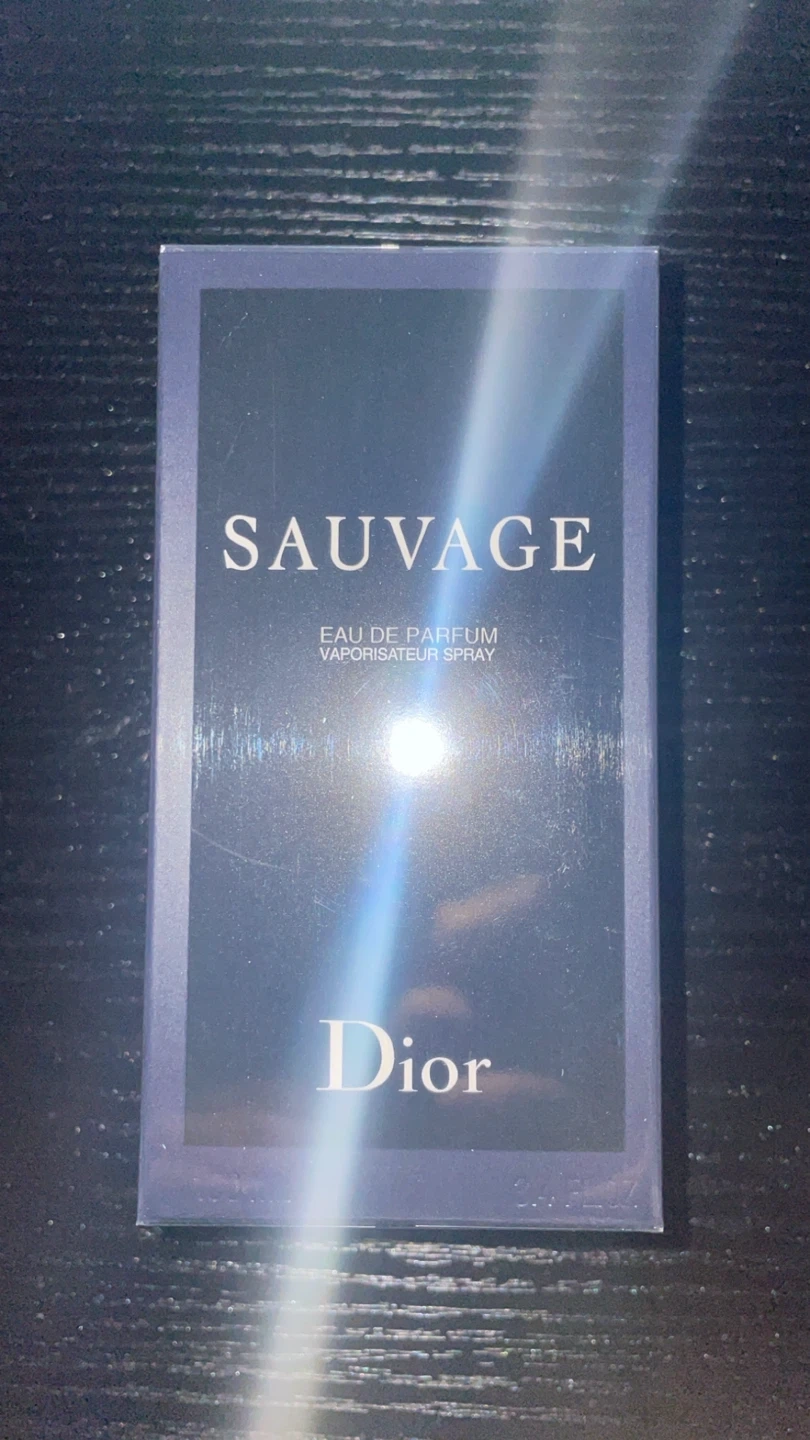 SAUVAGE
EAU DE PARFUM
VAPORISATEUR SPRAY
Dior